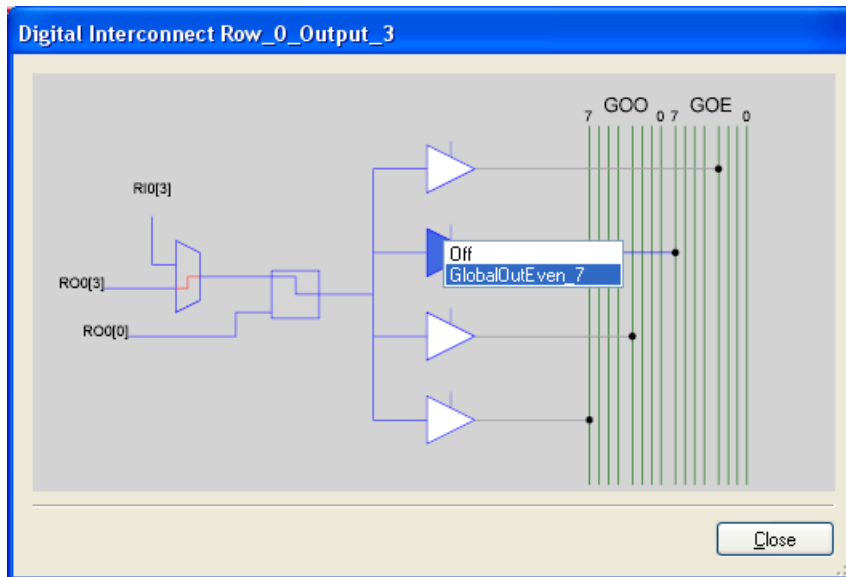 Digital Interconnect Row_0_Output_3
7 GOO 0 7 GOE 0
RI0[3]
Off
GlobalOutEven_7
RO0[3]
RO0[0]
Close